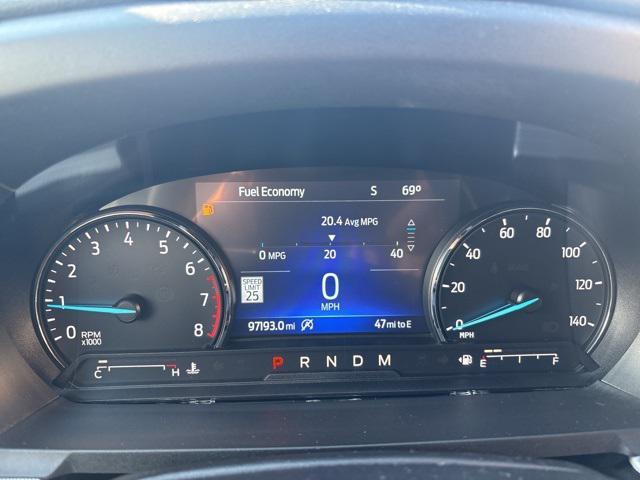 Fuel Economy S 69°
20.4 Avg MPG
0 MPG 20 40
SPEED LIMIT 25
0
MPH
97193.0 mi 47 mi to E
0 1 2 3 4 5 6 7 8
RPM
x1000
0 20 40 60 80 100 120 140
MPH
C H
P R N D M
E F